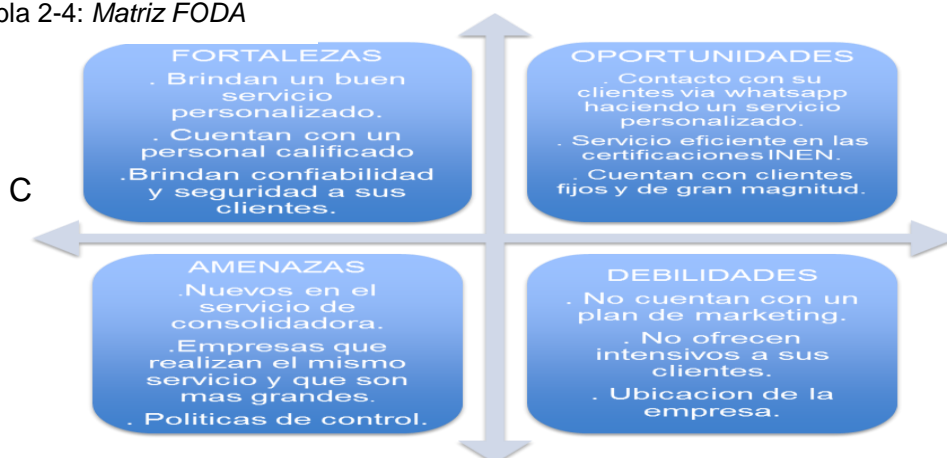 ola 2-4: Matriz FODA
FORTALEZAS
. Brindan un buen
servicio
personalizado.
. Cuentan con un
personal calificado
.Brindan confiabilidad
y seguridad a sus
clientes.
OPORTUNIDADES
. Contacto con su
clientes via whatsapp
haciendo un servicio
personalizado.
. Servicio eficiente en las
certificaciones INEN.
. Cuentan con clientes
fijos y de gran magnitud.
C
AMENAZAS
.Nuevos en el
servicio de
consolidadora.
.Empresas que
realizan el mismo
servicio y que son
mas grandes.
. Politicas de control.
DEBILIDADES
. No cuentan con un
plan de marketing.
. No ofrecen
intensivos a sus
clientes.
. Ubicacion de la
empresa.